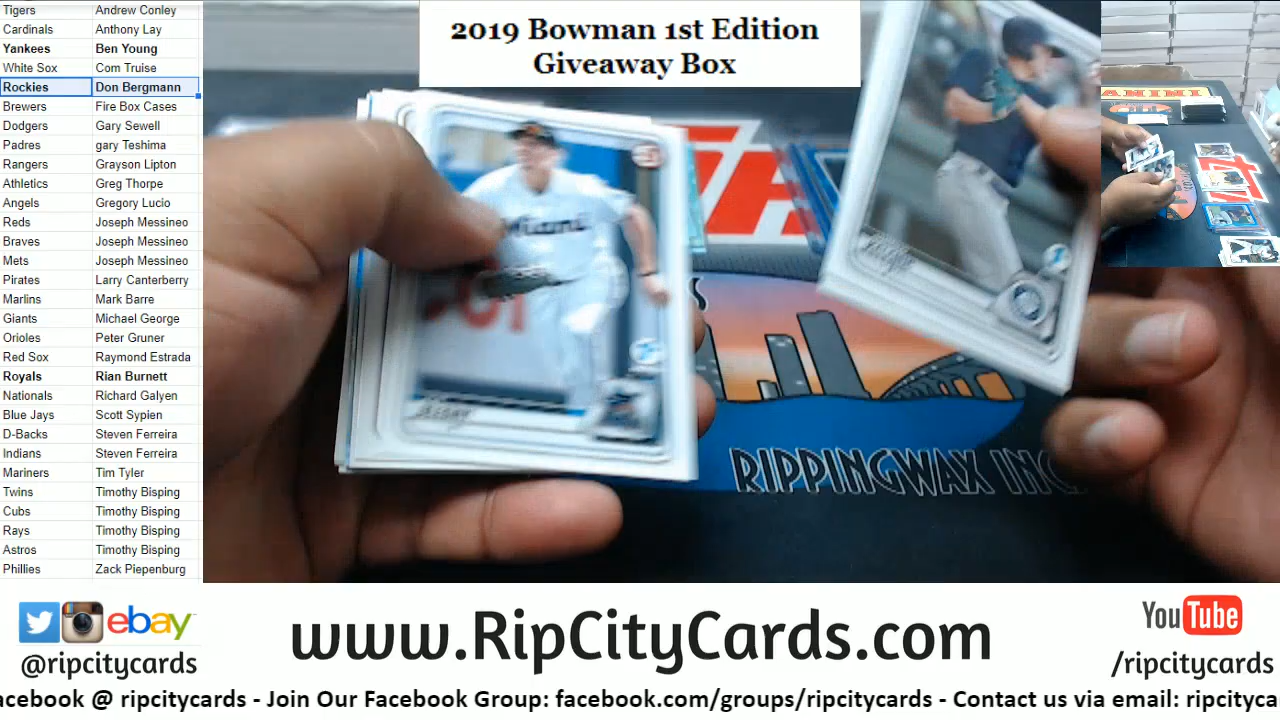 Tigers Andrew Conley
Cardinals Anthony Lay
Yankees Ben Young
White Sox Com Truise
Rockies Don Bergmann
Brewers Fire Box Cases
Dodgers Gary Sewell
Padres gary Teshima
Rangers Grayson Lipton
Athletics Greg Thorpe
Angels Gregory Lucio
Reds Joseph Messineo
Braves Joseph Messineo
Mets Joseph Messineo
Pirates Larry Canterberry
Marlins Mark Barre
Giants Michael George
Orioles Peter Gruner
Red Sox Raymond Estrada
Royals Rian Burnett
Nationals Richard Galyen
Blue Jays Scott Sypien
D-Backs Steven Ferreira
Indians Steven Ferreira
Mariners Tim Tyler
Twins Timothy Bisping
Cubs Timothy Bisping
Rays Timothy Bisping
Astros Timothy Bisping
Phillies Zack Piepenburg
2019 Bowman 1st Edition
Giveaway Box
Miami
RIPPINGWAX INC
PANINI
ebay
@ripcitycards
www.RipCityCards.com
YouTube
/ripcitycards
acebook @ ripcitycards - Join Our Facebook Group: facebook.com/groups/ripcitycards - Contact us via email: ripcityca